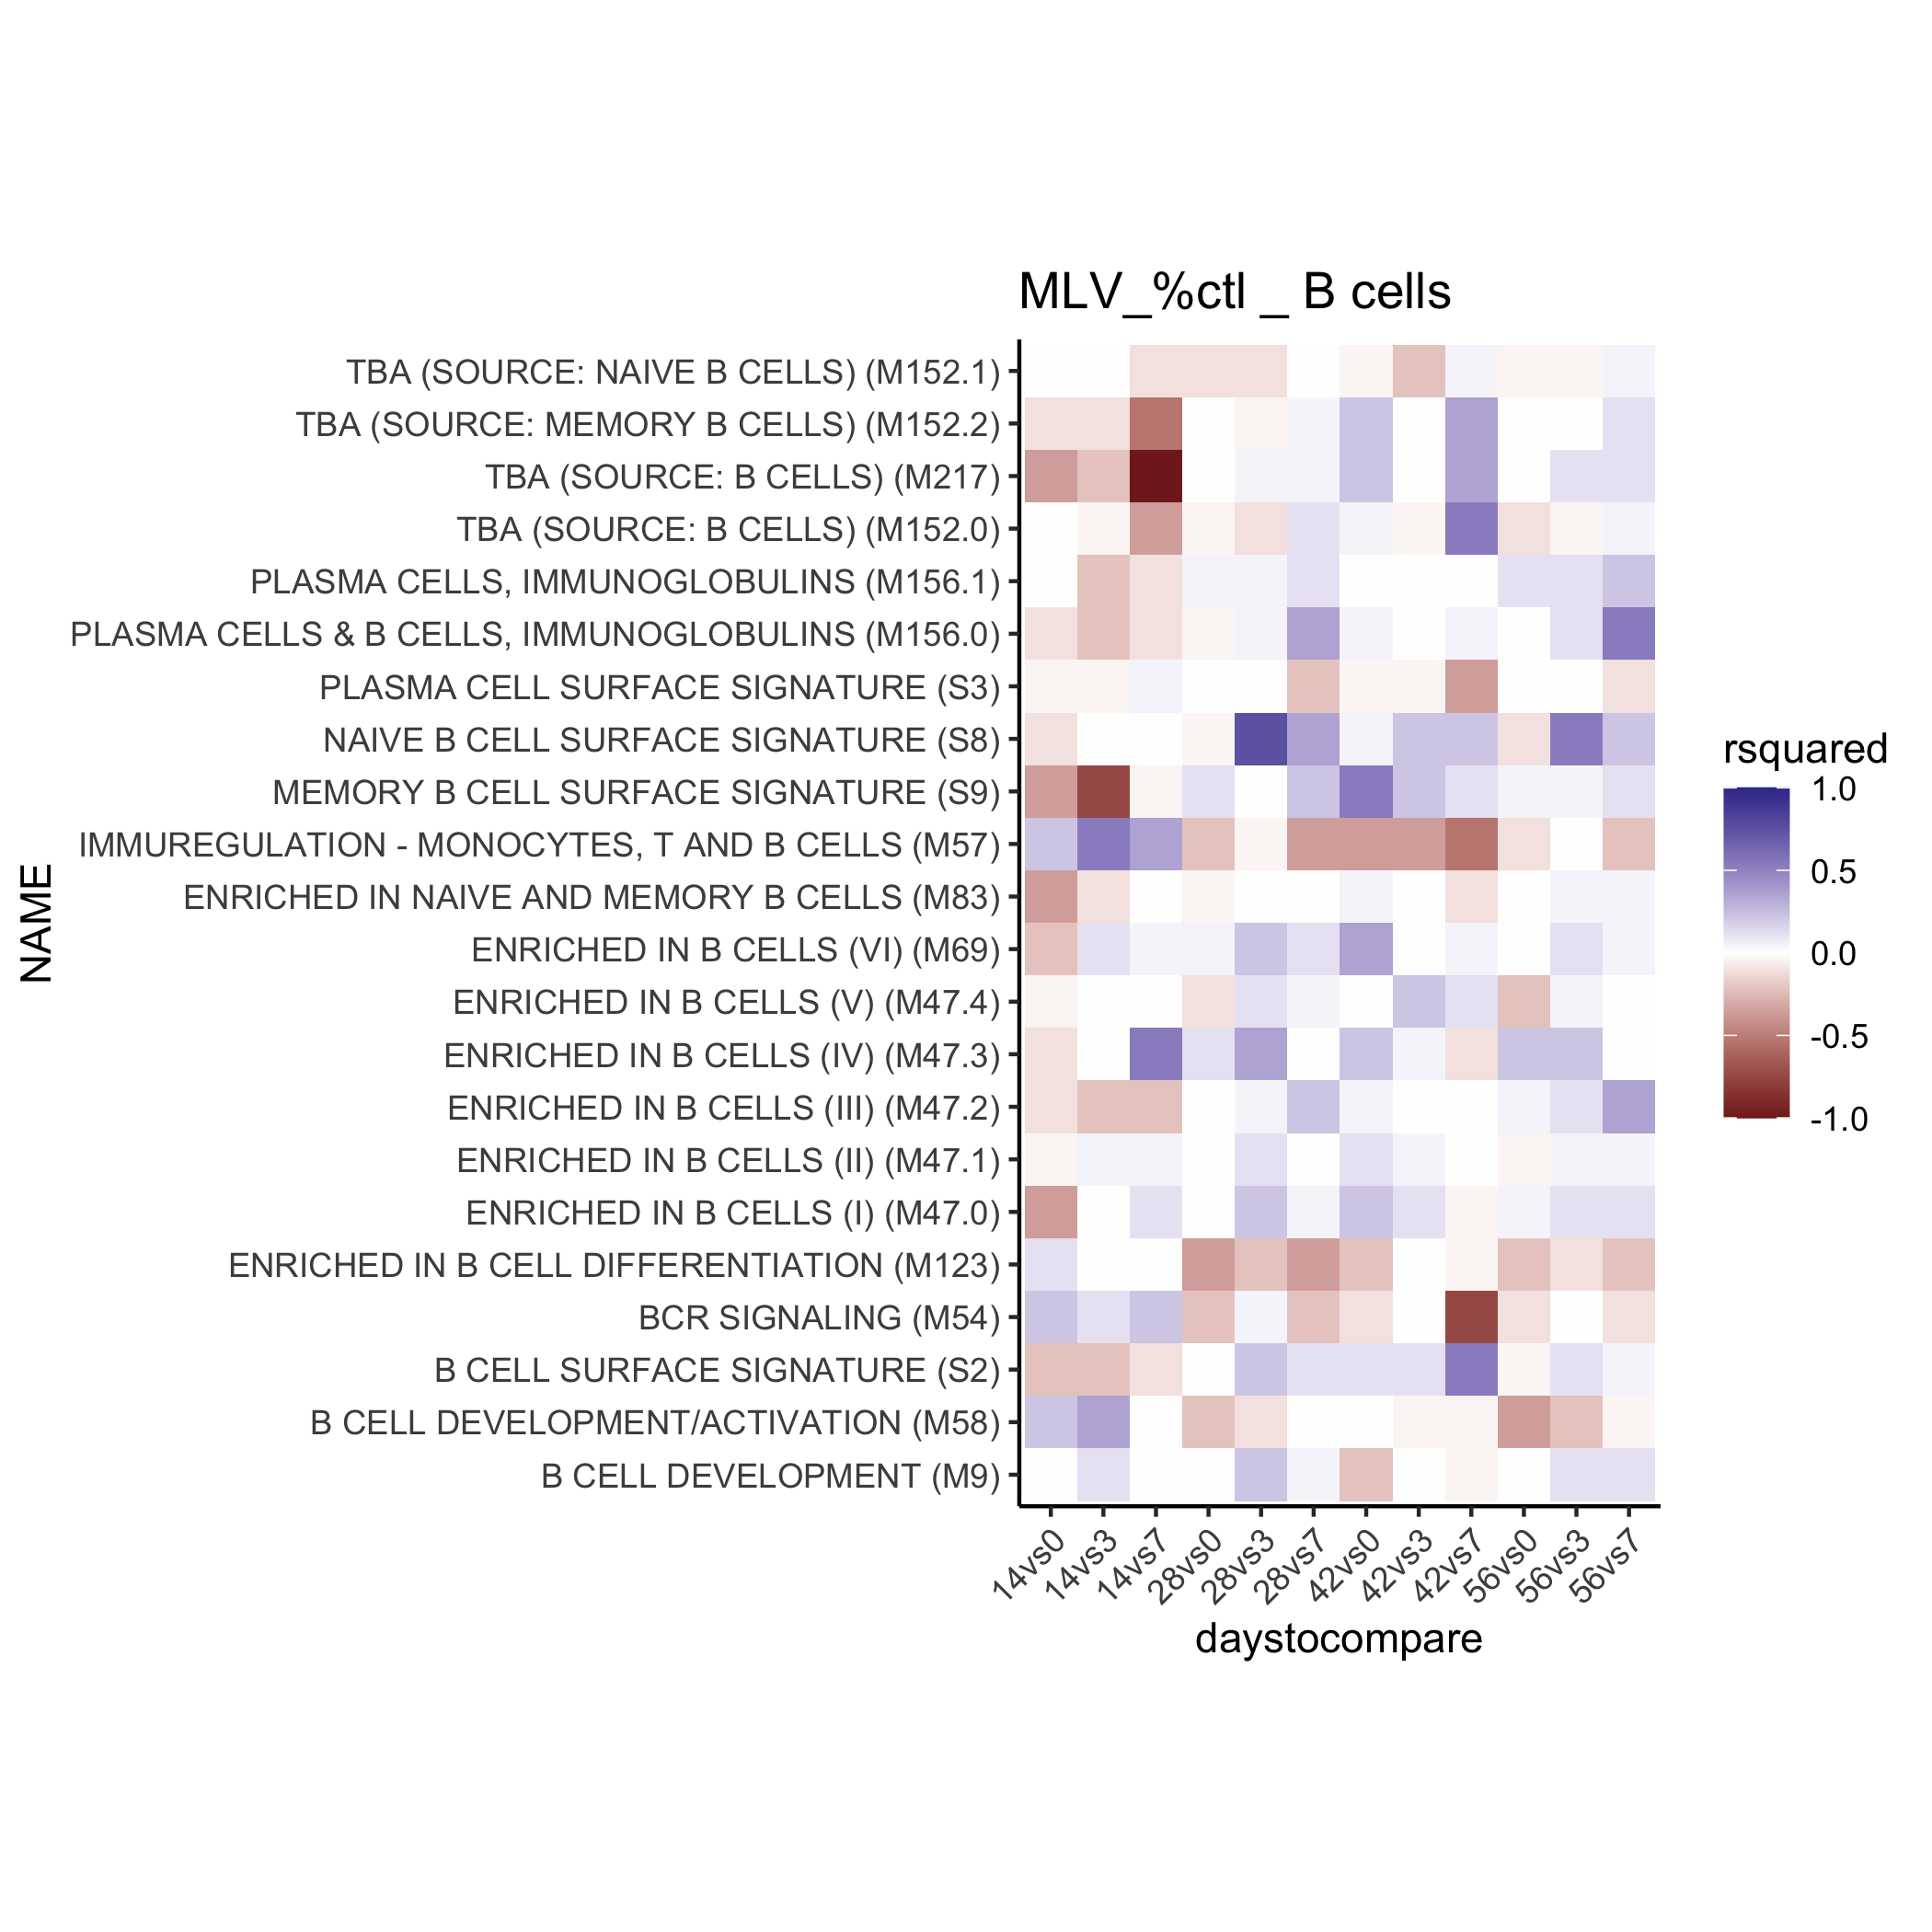 MLV_%ctl _ B cells
TBA (SOURCE: NAIVE B CELLS) (M152.1)
TBA (SOURCE: MEMORY B CELLS) (M152.2)
TBA (SOURCE: B CELLS) (M217)
TBA (SOURCE: B CELLS) (M152.0)
PLASMA CELLS, IMMUNOGLOBULINS (M156.1)
PLASMA CELLS & B CELLS, IMMUNOGLOBULINS (M156.0)
PLASMA CELL SURFACE SIGNATURE (S3)
NAIVE B CELL SURFACE SIGNATURE (S8)
MEMORY B CELL SURFACE SIGNATURE (S9)
IMMUREGULATION - MONOCYTES, T AND B CELLS (M57)
ENRICHED IN NAIVE AND MEMORY B CELLS (M83)
ENRICHED IN B CELLS (VI) (M69)
ENRICHED IN B CELLS (V) (M47.4)
ENRICHED IN B CELLS (IV) (M47.3)
ENRICHED IN B CELLS (III) (M47.2)
ENRICHED IN B CELLS (II) (M47.1)
ENRICHED IN B CELLS (I) (M47.0)
ENRICHED IN B CELL DIFFERENTIATION (M123)
BCR SIGNALING (M54)
B CELL SURFACE SIGNATURE (S2)
B CELL DEVELOPMENT/ACTIVATION (M58)
B CELL DEVELOPMENT (M9)
NAME
14vs0
14vs3
14vs7
28vs0
28vs3
28vs7
42vs0
42vs3
42vs7
56vs0
56vs3
56vs7
daystocompare
rsquared
1.0
0.5
0.0
-0.5
-1.0